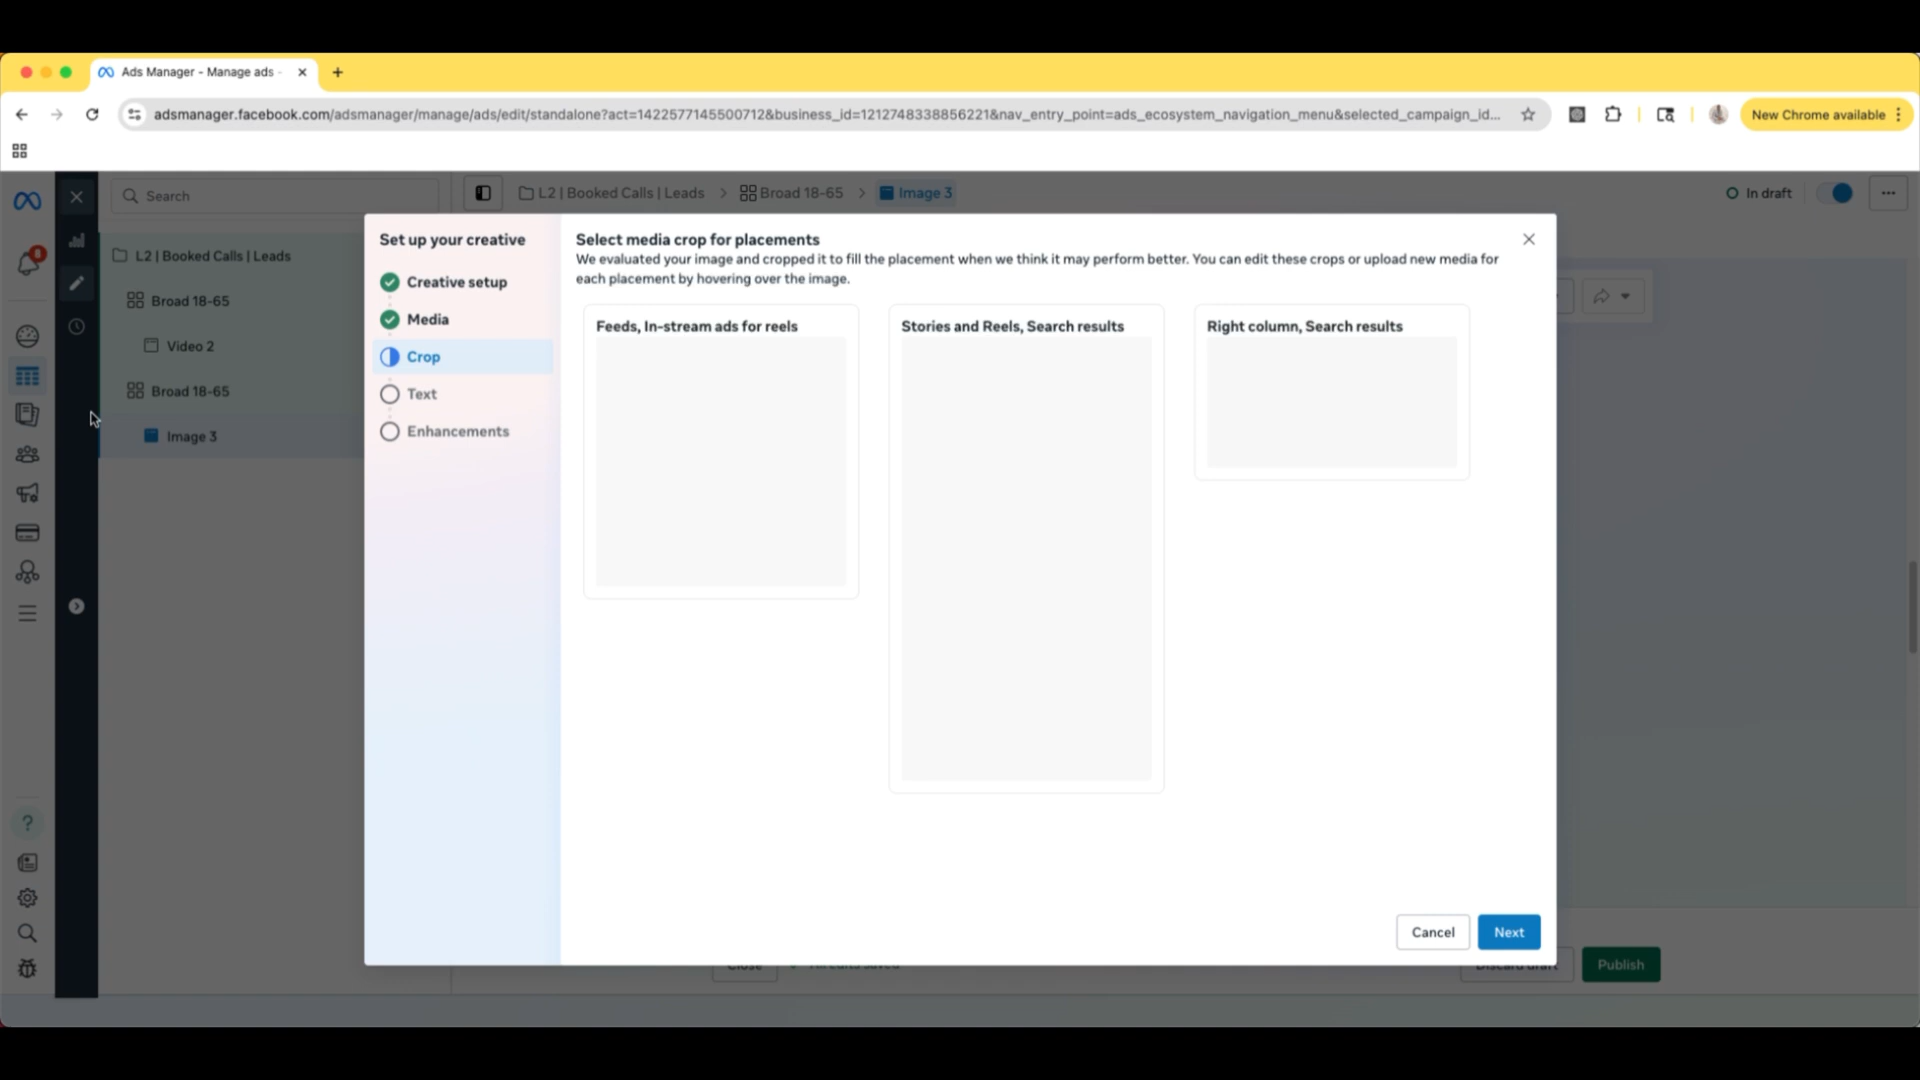 Ads Manager - Manage ads -
adsmanager.facebook.com/adsmanager/manage/ads/edit/standalone?act=1422577145500712&business_id=1212748338856221&nav_entry_point=ads_ecosystem_navigation_menu&selected_campaign_id...
New Chrome available
8
Search
L2 | Booked Calls | Leads
Broad 18-65
Image 3
In draft
L2 | Booked Calls | Leads
Broad 18-65
Video 2
Broad 18-65
Image 3
Set up your creative
Creative setup
Media
Crop
Text
Enhancements
Select media crop for placements
We evaluated your image and cropped it to fill the placement when we think it may perform better. You can edit these crops or upload new media for
each placement by hovering over the image.
Feeds, In-stream ads for reels
Stories and Reels, Search results
Right column, Search results
Cancel
Next
Close
Discard draft
Publish